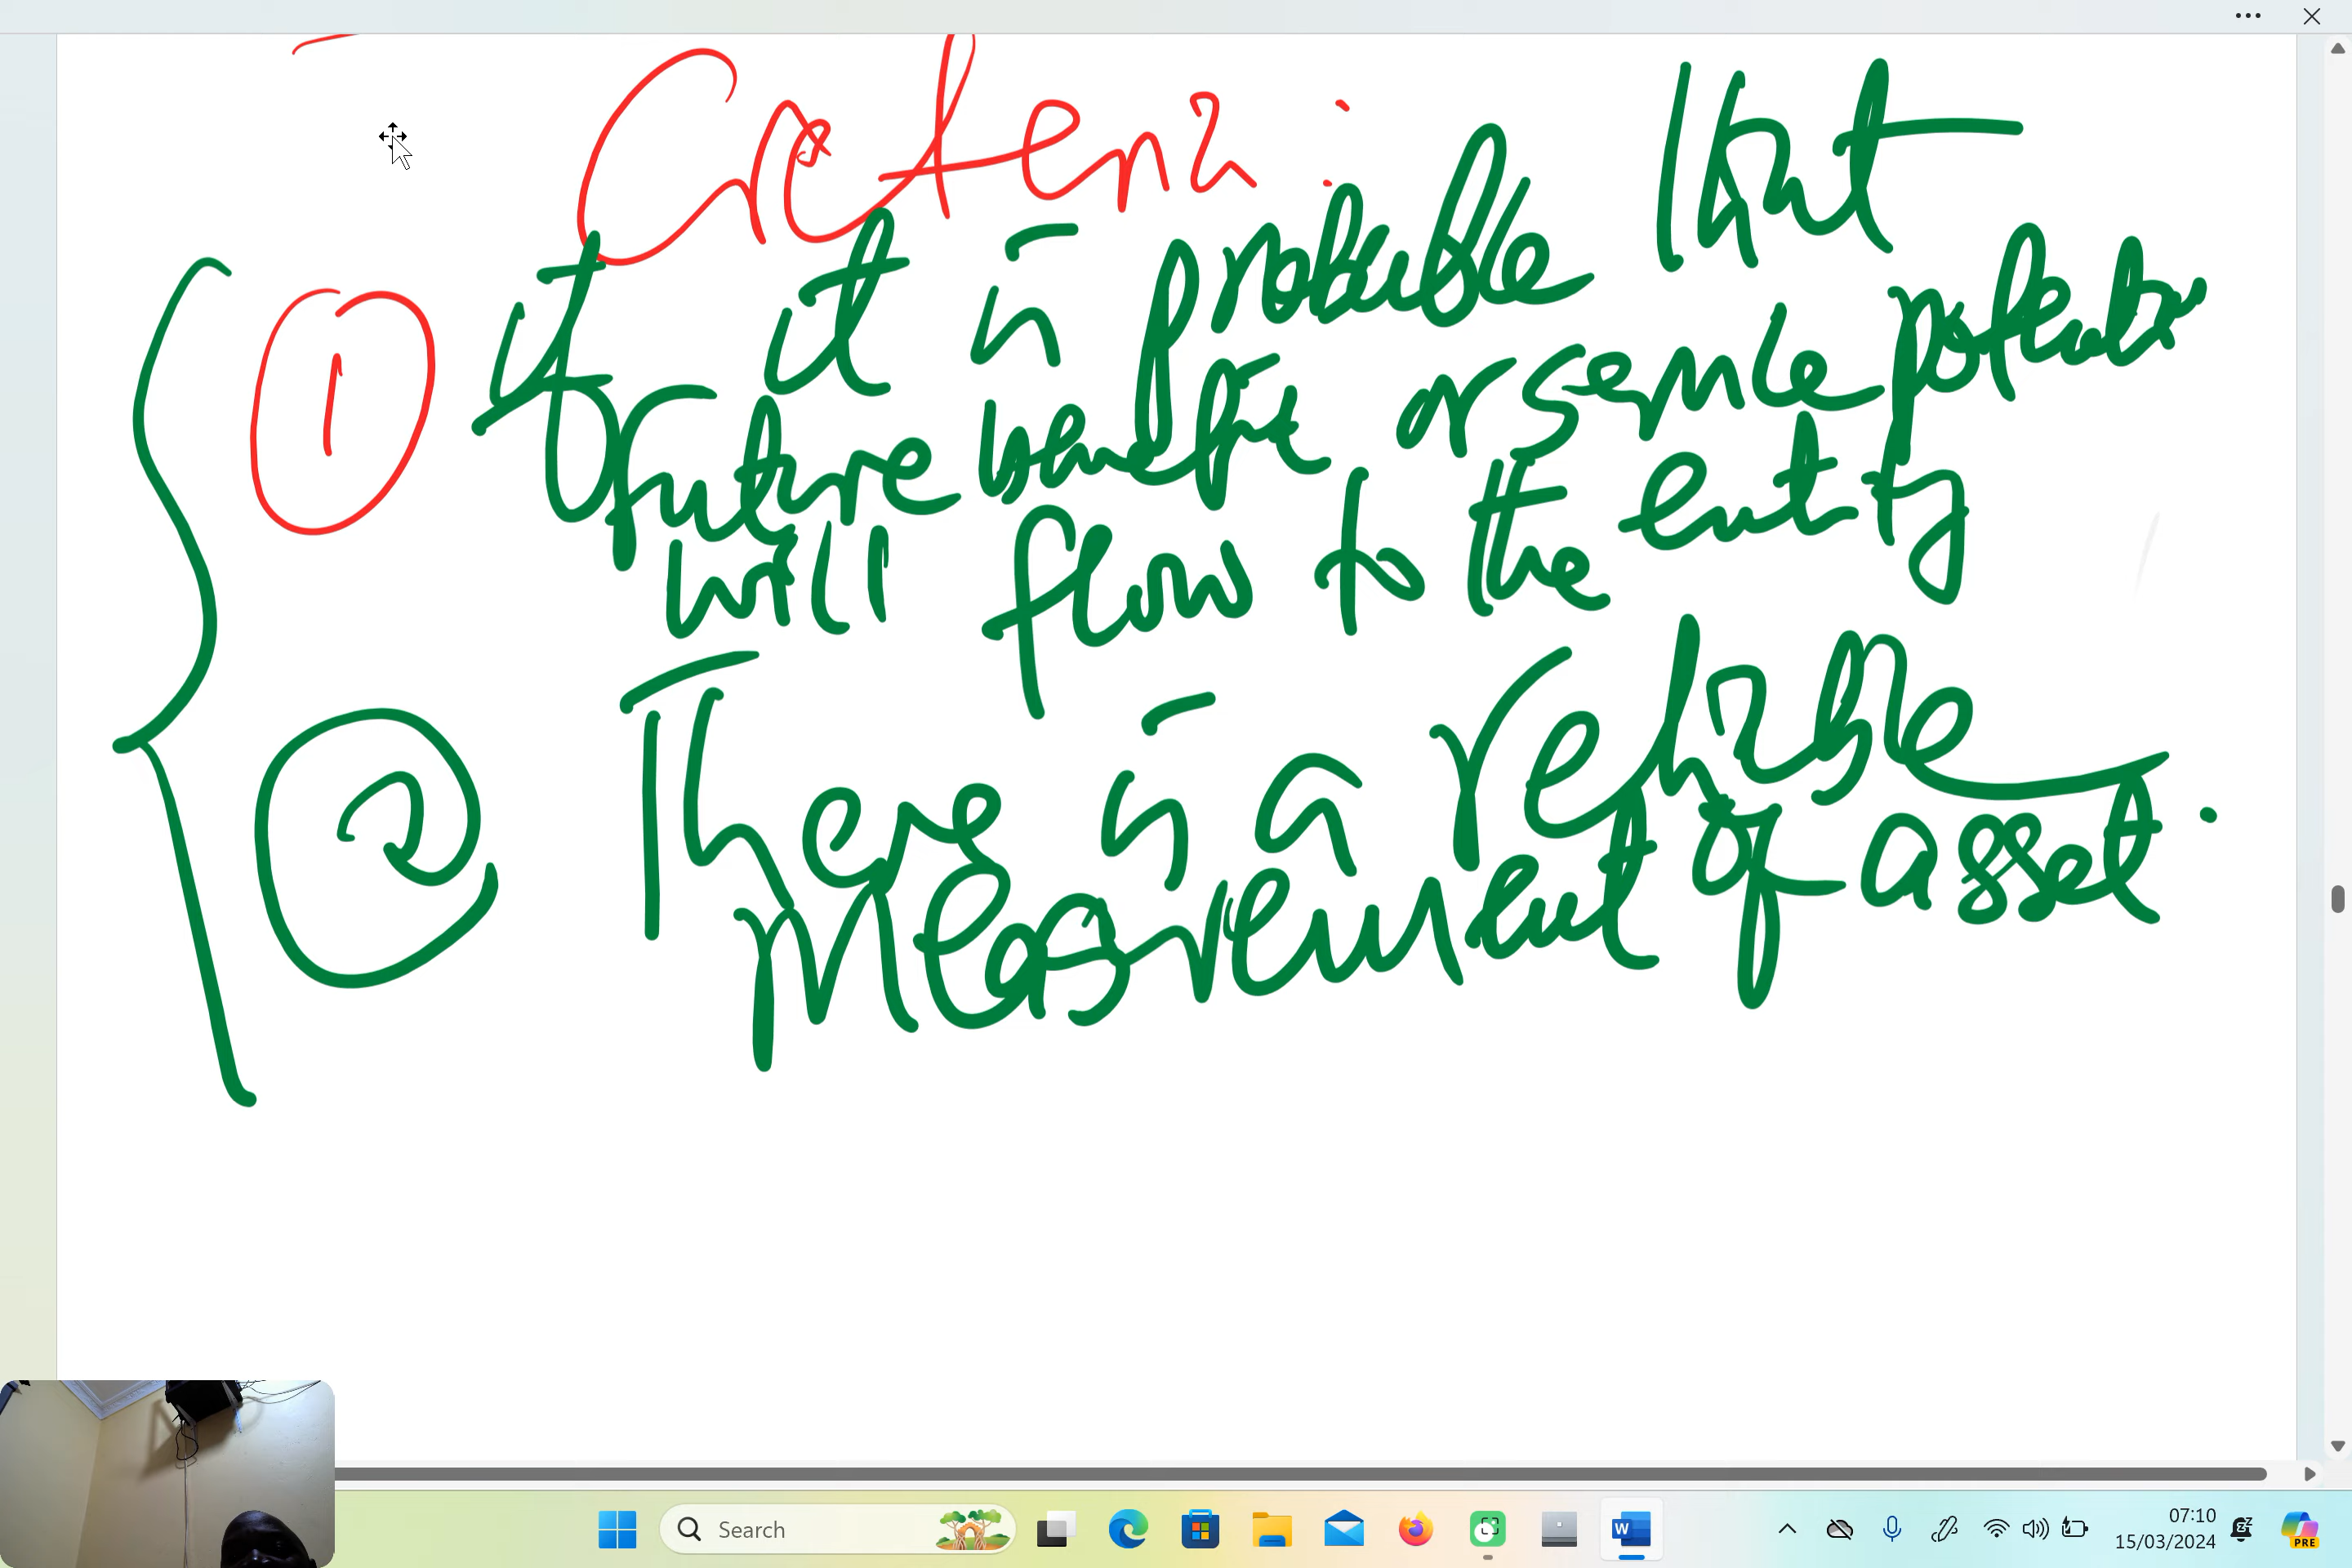 Criteria :
① if it is probable that
future benefit or service potential
will flow to the entity
② There is a reliable
measurement of asset.
Search
07:10
15/03/2024
PRE